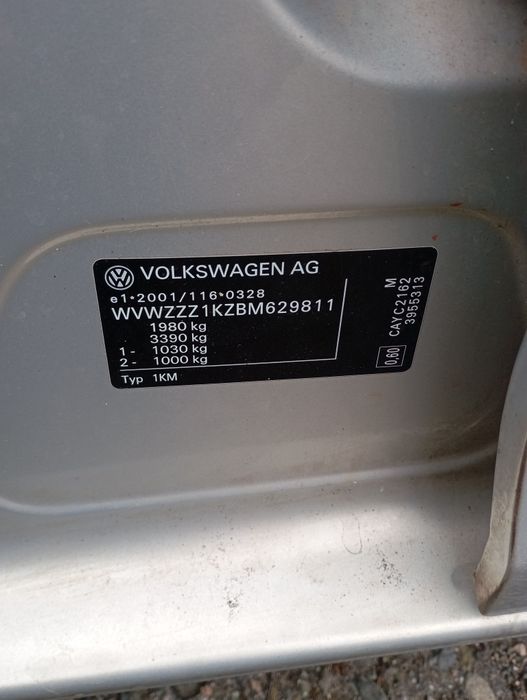 VOLKSWAGEN AG
e1*2001/116*0328
WVWZZZ1KZBM629811
1980 kg
3390 kg
1- 1030 kg
2- 1000 kg
Typ 1KM
M
CAYC2162
3955313
0.60